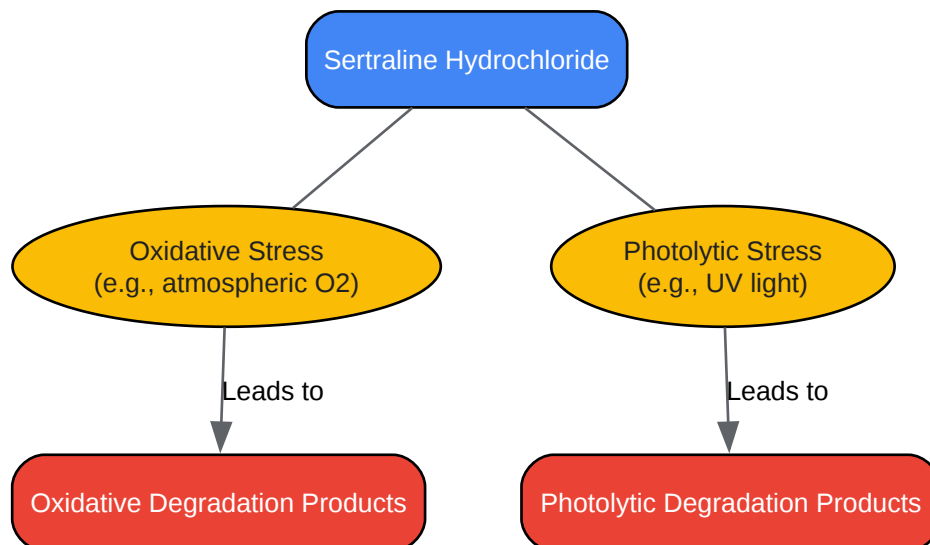 Sertraline Hydrochloride
Oxidative Stress
(e.g., atmospheric O2)
Photolytic Stress
(e.g., UV light)
Leads to
Leads to
Oxidative Degradation Products
Photolytic Degradation Products